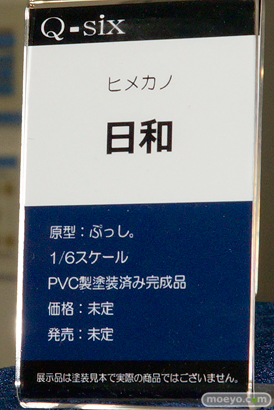 Q-six
ヒメカノ
日和
原型：ぶっし。
1/6スケール
PVC製塗装済み完成品
価格：未定
発売：未定
展示品は塗装見本で実際の商品ではございません。
moeyo.com